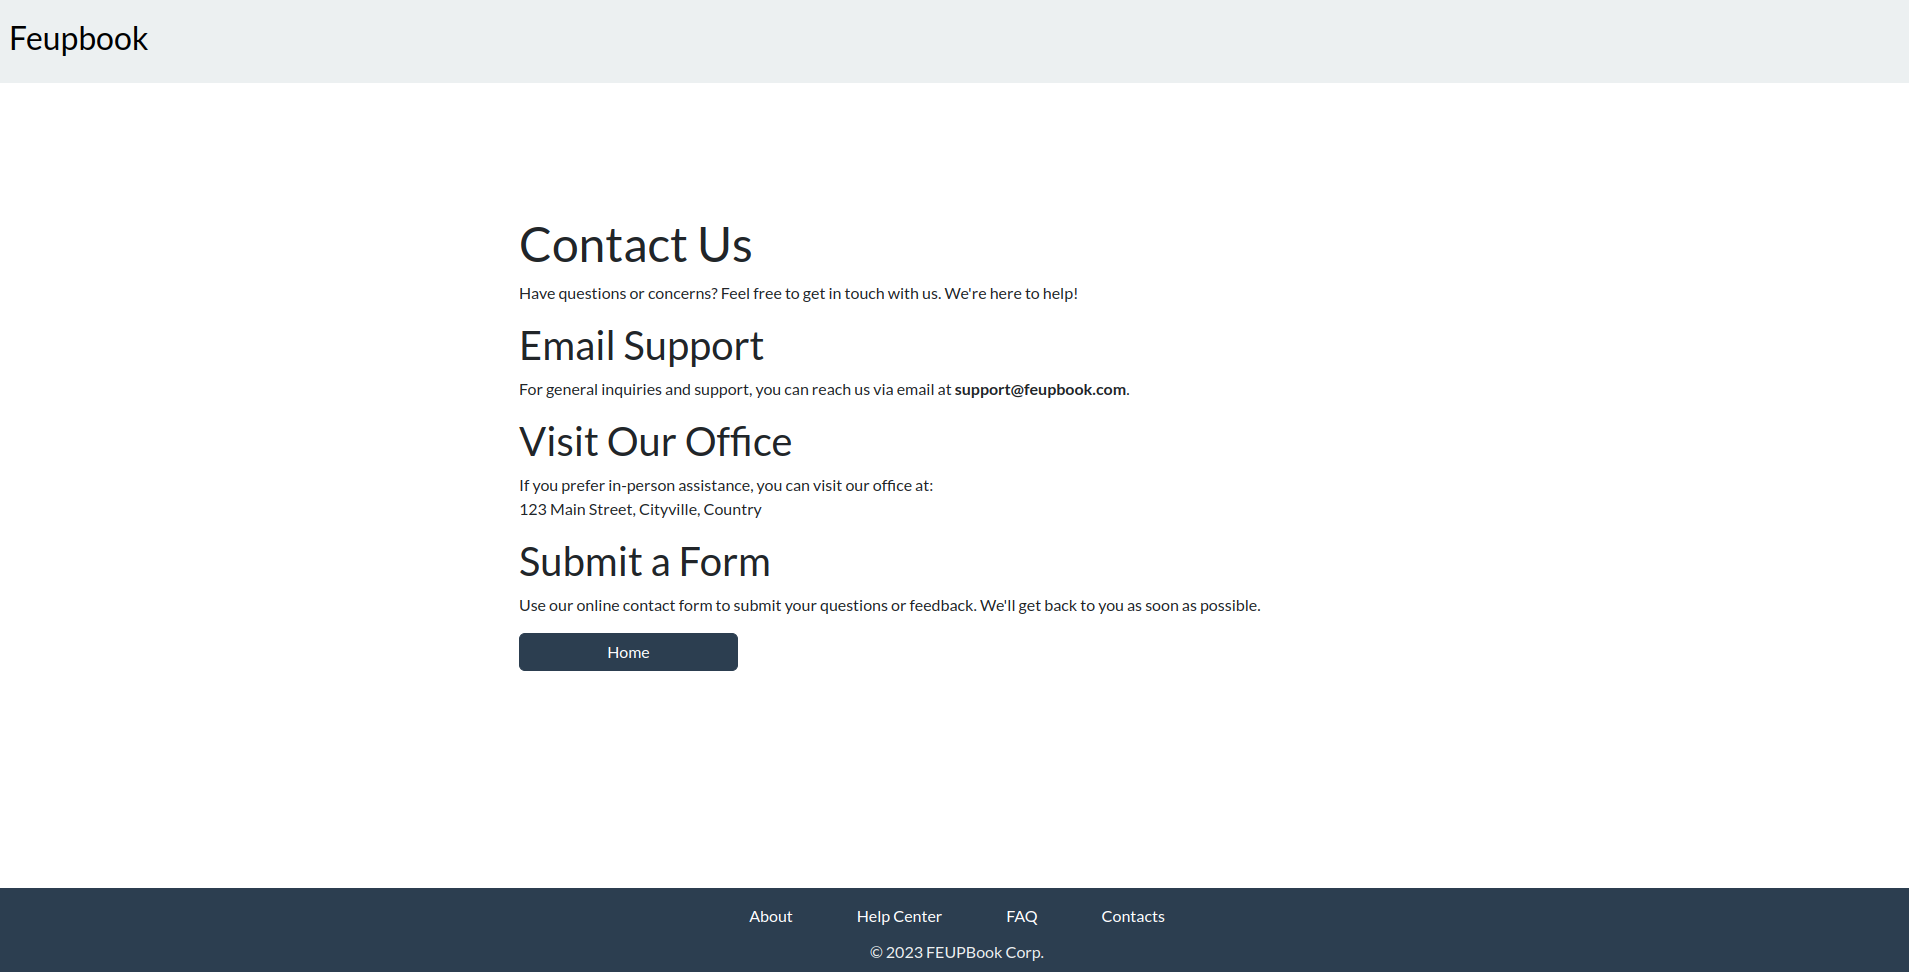 Feupbook
Contact Us
Have questions or concerns? Feel free to get in touch with us. We're here to help!
Email Support
For general inquiries and support, you can reach us via email at support@feupbook.com.
Visit Our Office
If you prefer in-person assistance, you can visit our office at:
123 Main Street, Cityville, Country
Submit a Form
Use our online contact form to submit your questions or feedback. We'll get back to you as soon as possible.
Home
About Help Center FAQ Contacts
© 2023 FEUPBook Corp.